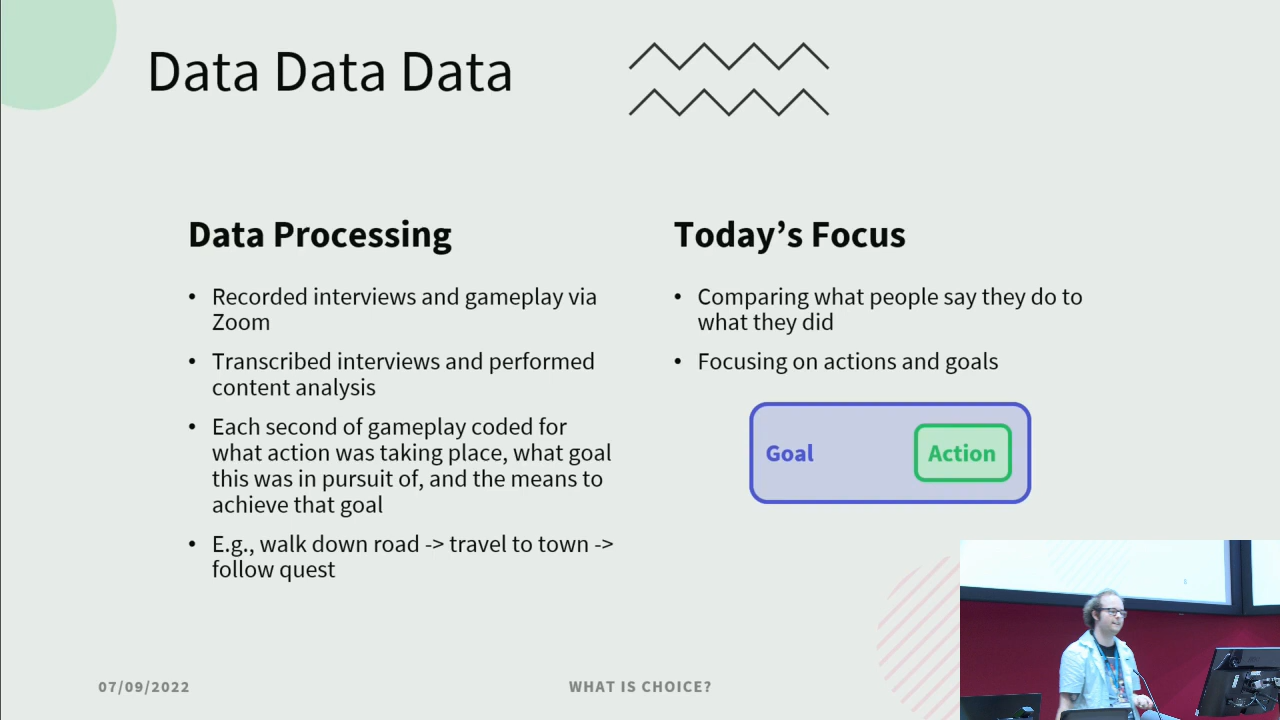 Data Data Data
Data Processing
• Recorded interviews and gameplay via
Zoom
• Transcribed interviews and performed
content analysis
• Each second of gameplay coded for
what action was taking place, what goal
this was in pursuit of, and the means to
achieve that goal
• E.g., walk down road -> travel to town ->
follow quest
Today’s Focus
• Comparing what people say they do to
what they did
• Focusing on actions and goals
Goal
Action
07/09/2022
WHAT IS CHOICE?